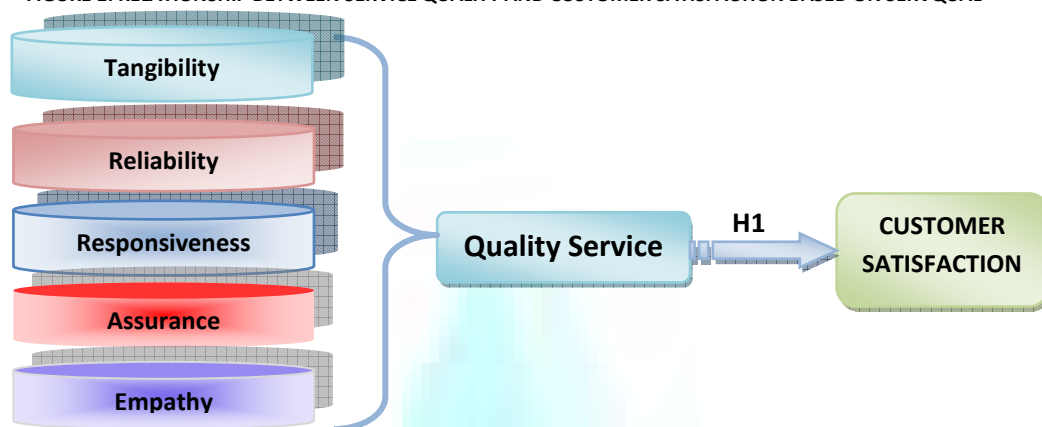 Tangibility
Reliability
Responsiveness
Assurance
Empathy
Quality Service
H1
CUSTOMER
SATISFACTION